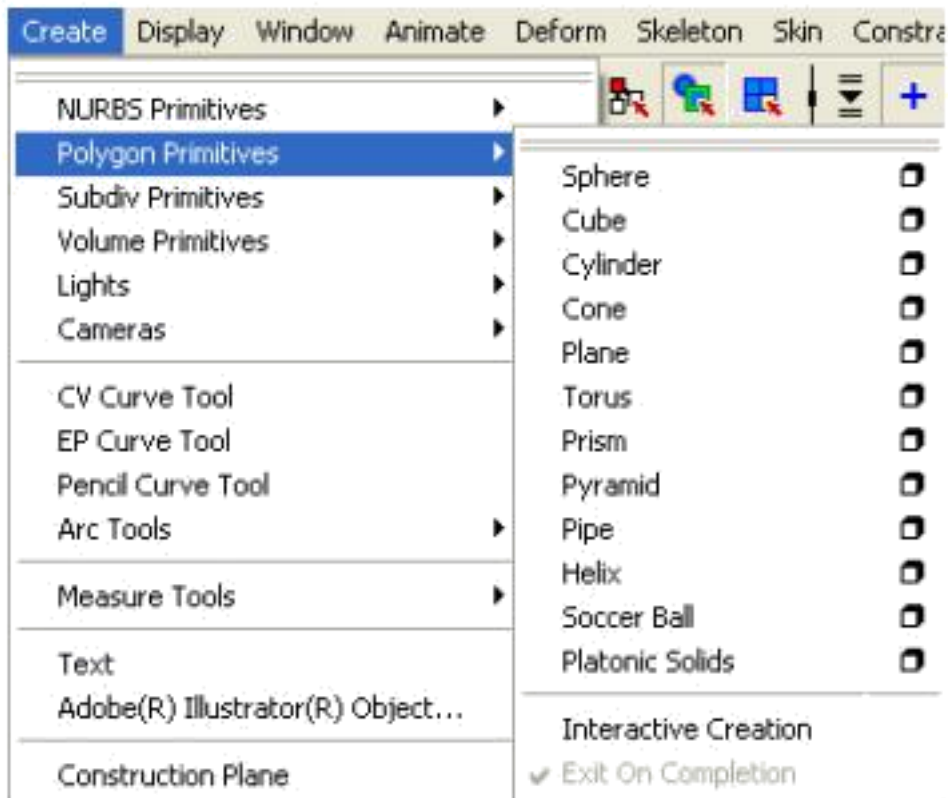 Create Display Window Animate Deform Skeleton Skin Constra
NURBS Primitives
Polygon Primitives
Subdiv Primitives
Volume Primitives
Lights
Cameras
CV Curve Tool
EP Curve Tool
Pencil Curve Tool
Arc Tools
Measure Tools
Text
Adobe(R) Illustrator(R) Object...
Construction Plane
Sphere
Cube
Cylinder
Cone
Plane
Torus
Prism
Pyramid
Pipe
Helix
Soccer Ball
Platonic Solids
Interactive Creation
Exit On Completion